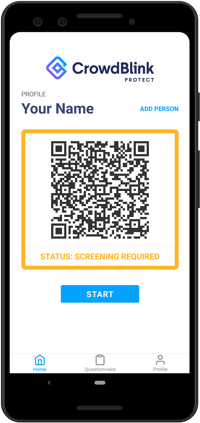 CrowdBlink
PROTECT
PROFILE
Your Name
ADD PERSON
STATUS: SCREENING REQUIRED
START
Home
Questionnaire
Profile